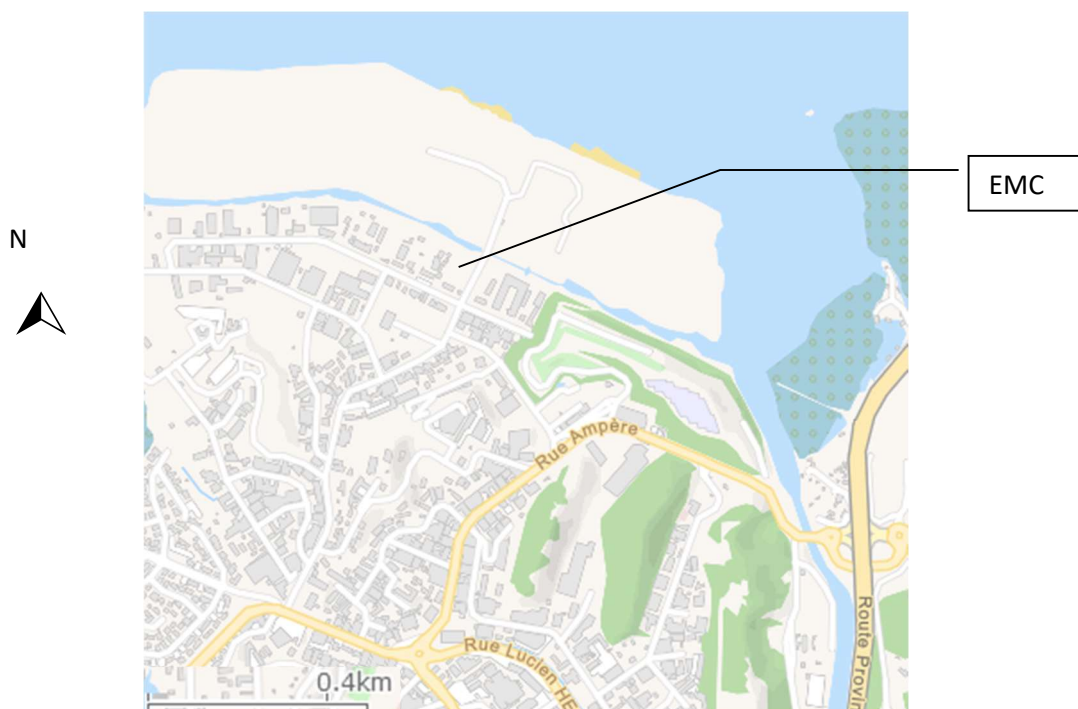 EMC
N
Rue Ampère
Rue Lucien HE
Route Provin
0.4km